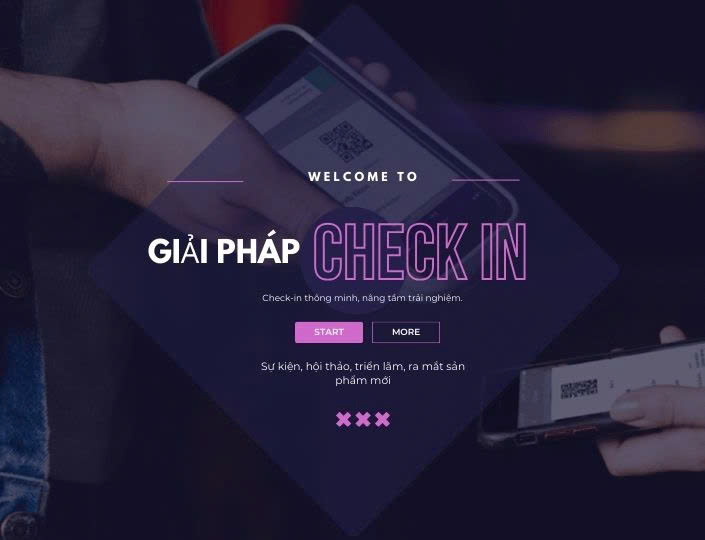 WELCOME TO
GIẢI PHÁP CHECK IN
Check-in thông minh, nâng tầm trải nghiệm.
START MORE
Sự kiện, hội thảo, triển lãm, ra mắt sản
phẩm mới